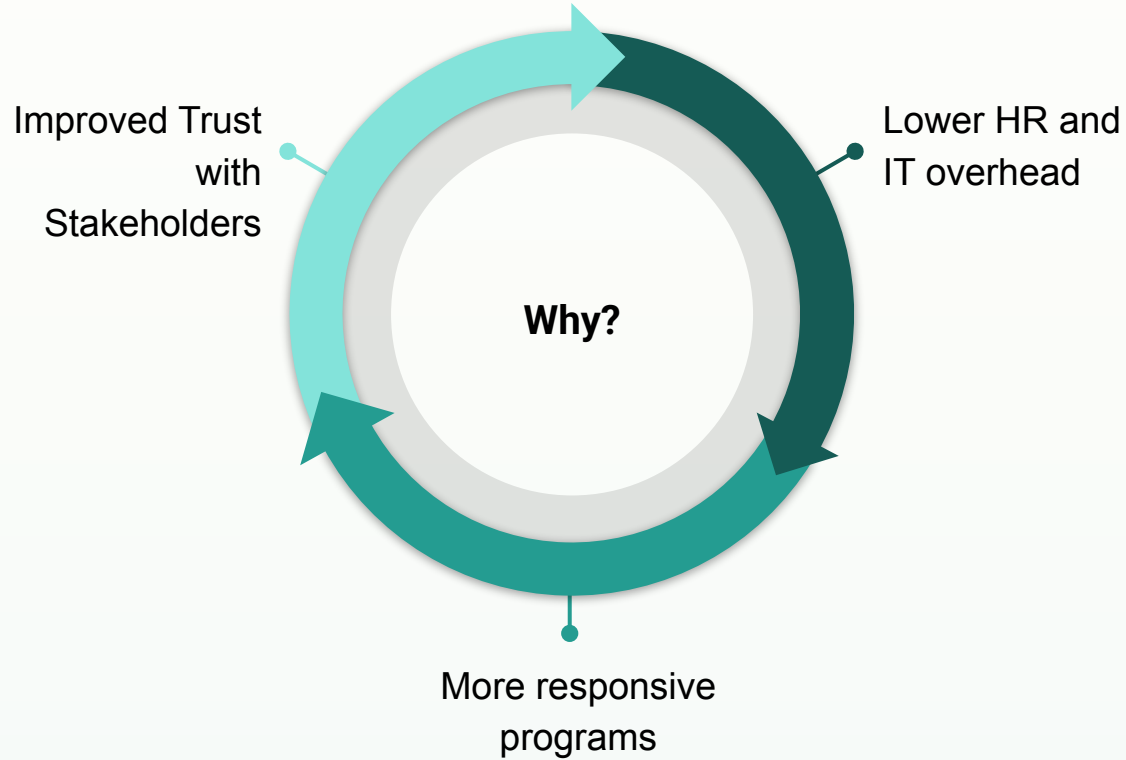 Improved Trust
with
Stakeholders
Lower HR and
IT overhead
Why?
More responsive
programs